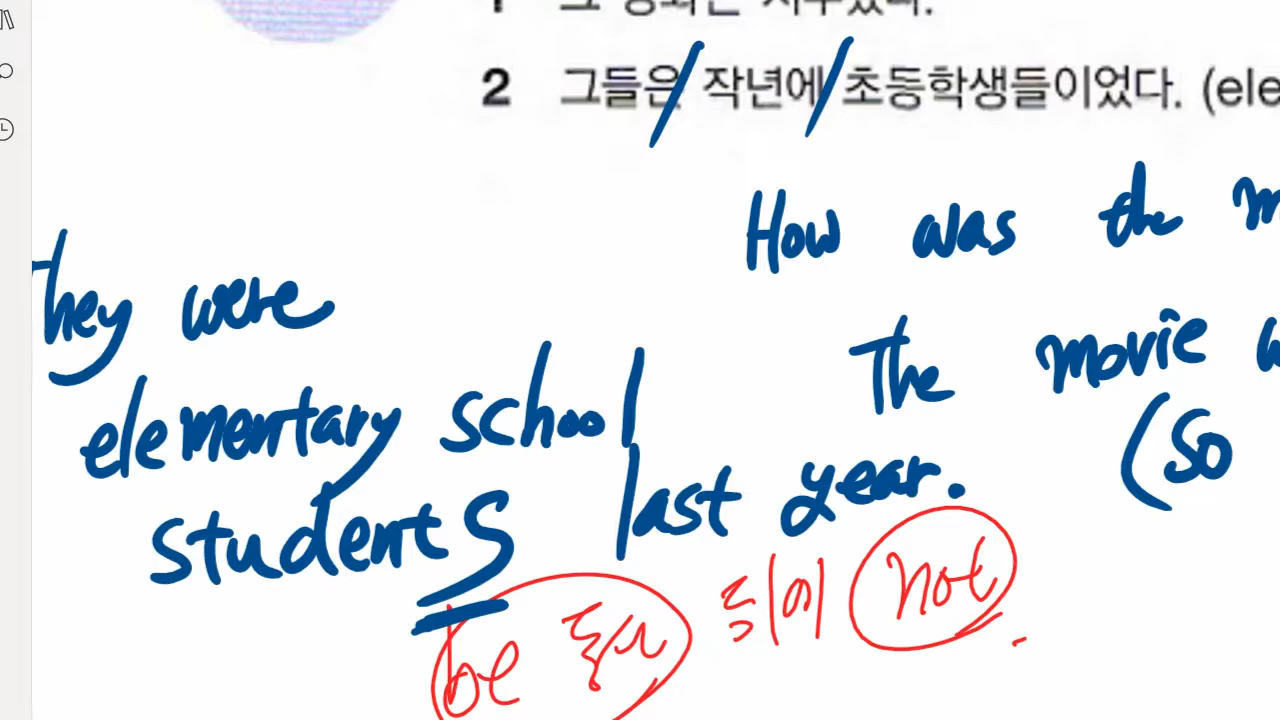 2 그들은 작년에 초등학생들이었다. (ele
How was the m
They were
The movie w
elementary school
(So
students last year.
be 동사 뒤에 not.